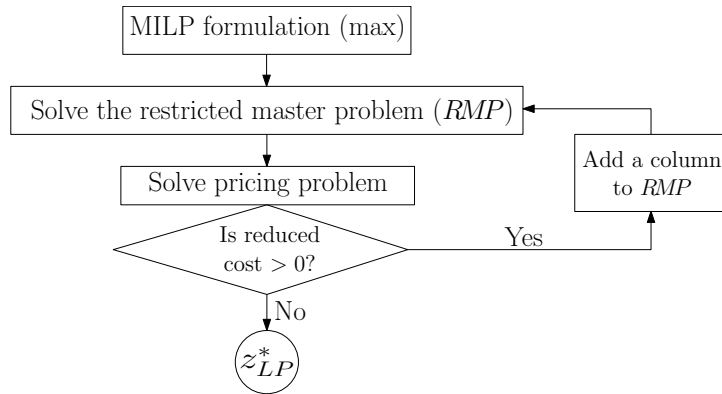 MILP formulation (max)
Solve the restricted master problem (RMP)
Solve pricing problem
Add a column
to RMP
Is reduced
cost > 0?
Yes
No
z*LP